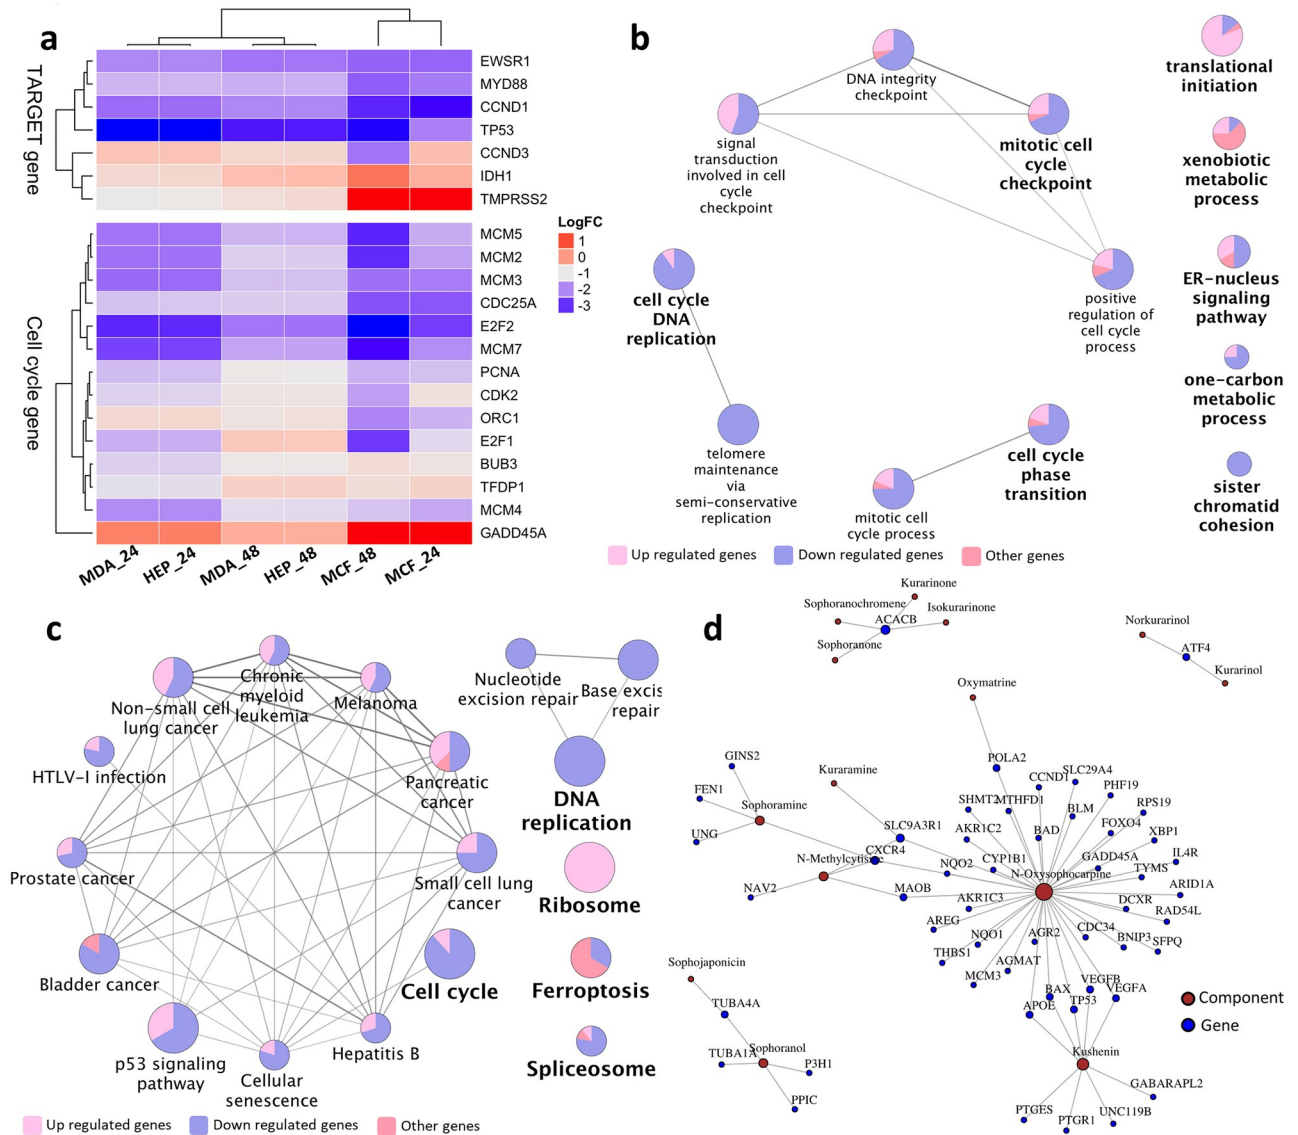 a
TARGET gene
EWSR1
MYD88
CCND1
TP53
CCND3
IDH1
TMPRSS2
Cell cycle gene
MCM5
MCM2
MCM3
CDC25A
E2F2
MCM7
PCNA
CDK2
ORC1
E2F1
BUB3
TFDP1
MCM4
GADD45A
LogFC
1
0
-1
-2
-3
MDA_24
HEP_24
MDA_48
HEP_48
MCF_48
MCF_24
b
DNA integrity
checkpoint
signal
transduction
involved in cell
cycle
checkpoint
mitotic cell
cycle
checkpoint
positive
regulation of
cell cycle
process
cell cycle
DNA
replication
telomere
maintenance
via
semi-conservative
replication
cell cycle
phase
transition
mitotic cell
cycle process
translational
initiation
xenobiotic
metabolic
process
ER-nucleus
signaling
pathway
one-carbon
metabolic
process
sister
chromatid
cohesion
Up regulated genes
Down regulated genes
Other genes
c
Chronic
myeloid
leukemia
Non-small cell
lung cancer
Melanoma
HTLV-I infection
Pancreatic
cancer
Prostate cancer
Small cell lung
cancer
Bladder cancer
Cell cycle
p53 signaling
pathway
Hepatitis B
Cellular
senescence
Nucleotide
excision repair
Base excis
repair
DNA
replication
Ribosome
Ferroptosis
Spliceosome
Up regulated genes
Down regulated genes
Other genes
d
Kurarinone
Sophoranochromene
Isokurarinone
ACACB
Sophoranone
Norkurarinol
ATF4
Kurarinol
Oxymatrine
GINS2
POLA2
Kuraramine
CCND1
SLC29A4
FEN1
PHF19
SHMT2
MTHFD1
Sophoramine
BLM
RPS19
SLC9A3R1
AKR1C2
BAD
FOXO4
XBP1
UNG
CXCR4
N-Methylcytisine
NQO2
CYP1B1
GADD45A
IL4R
N-Oxysophocarpine
TYMS
NAV2
MAOB
AKR1C3
ARID1A
DCXR
RAD54L
AREG
AGR2
CDC34
NQO1
BNIP3
SFPQ
THBS1
AGMAT
MCM3
VEGFB
BAX
VEGFA
APOE
TP53
Sophojaponicin
TUBA4A
TUBA1A
Sophoranol
P3H1
PPIC
Kushenin
GABARAPL2
PTGES
UNC119B
PTGR1
Component
Gene